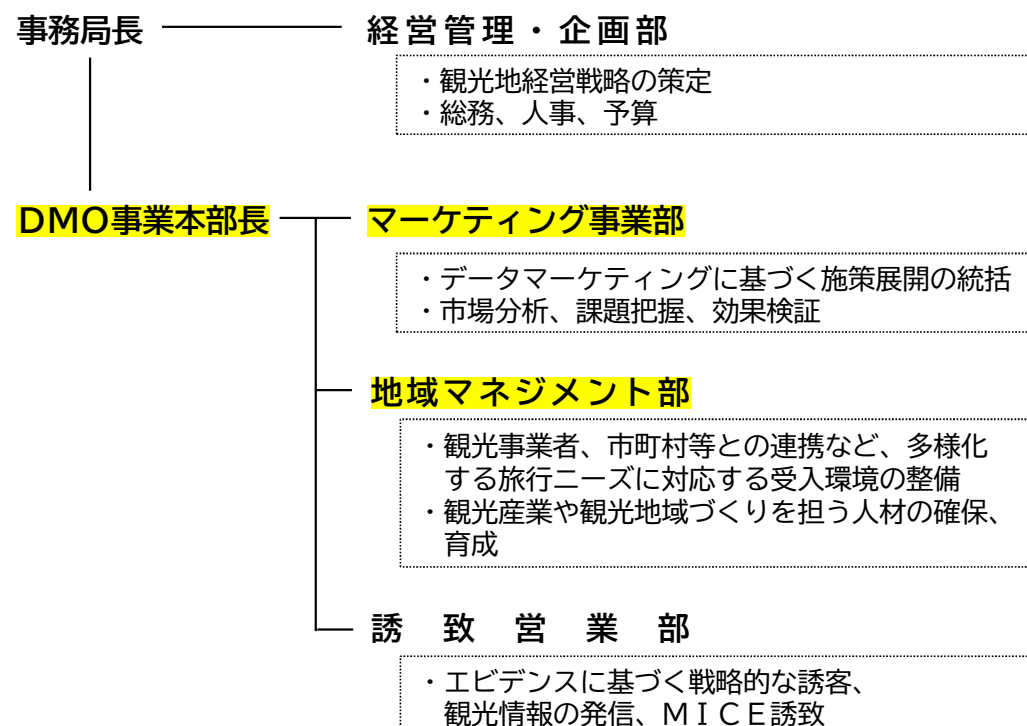 事務局長 経営管理・企画部
・観光地経営戦略の策定
・総務、人事、予算
DMO事業本部長 マーケティング事業部
・データマーケティングに基づく施策展開の統括
・市場分析、課題把握、効果検証
地域マネジメント部
・観光事業者、市町村等との連携など、多様化
する旅行ニーズに対応する受入環境の整備
・観光産業や観光地域づくりを担う人材の確保、
育成
誘致営業部
・エビデンスに基づく戦略的な誘客、
観光情報の発信、ＭＩＣＥ誘致